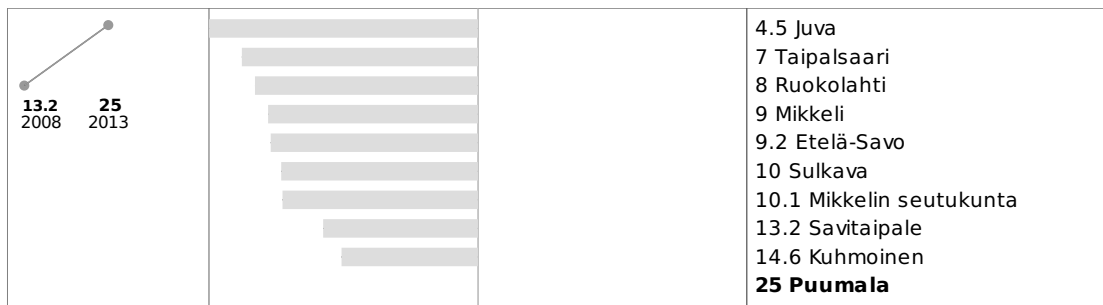 13.2 25
2008 2013
4.5 Juva
7 Taipalsaari
8 Ruokolahti
9 Mikkeli
9.2 Etelä-Savo
10 Sulkava
10.1 Mikkelin seutukunta
13.2 Savitaipale
14.6 Kuhmoinen
25 Puumala